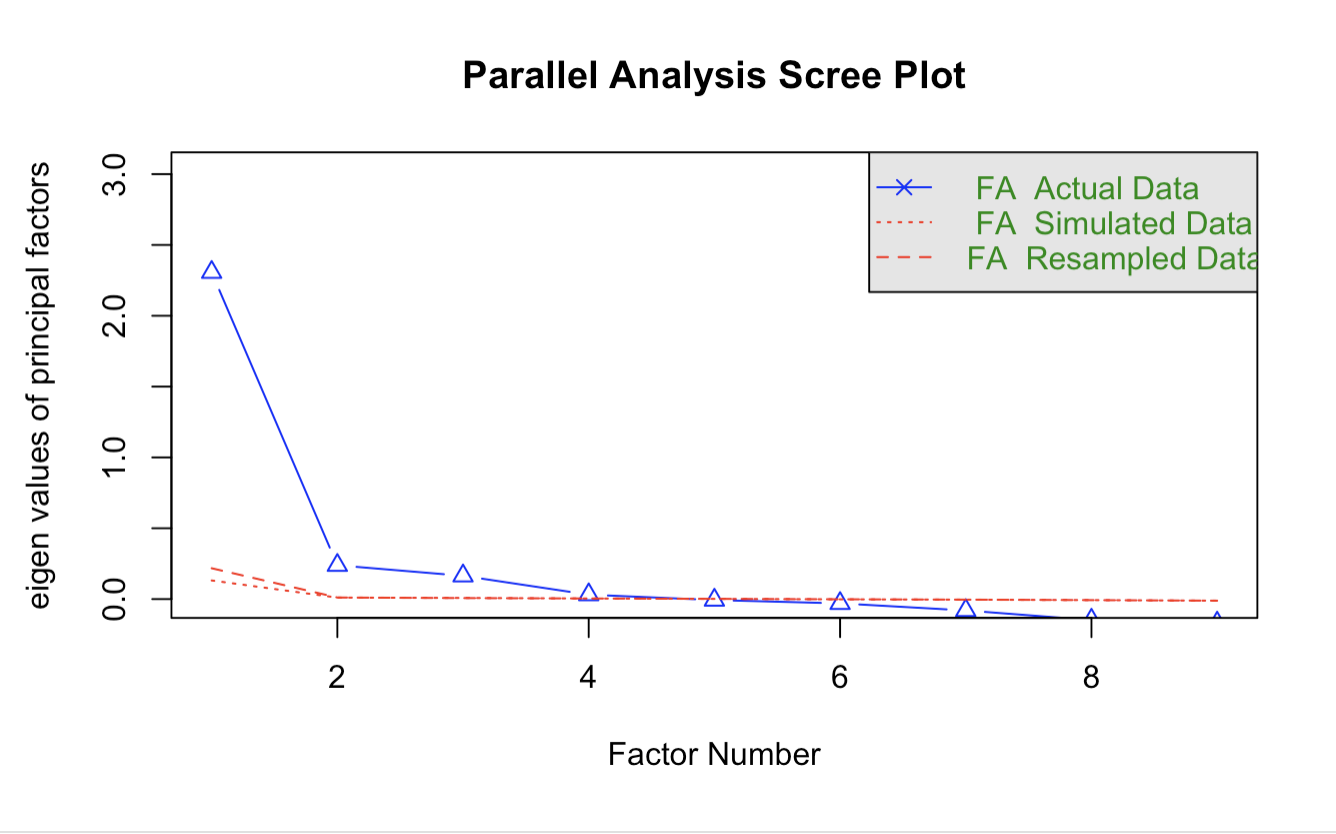 Parallel Analysis Scree Plot
eigen values of principal factors
3.0
2.0
1.0
0.0
FA Actual Data
FA Simulated Data
FA Resampled Data
2
4
6
8
Factor Number